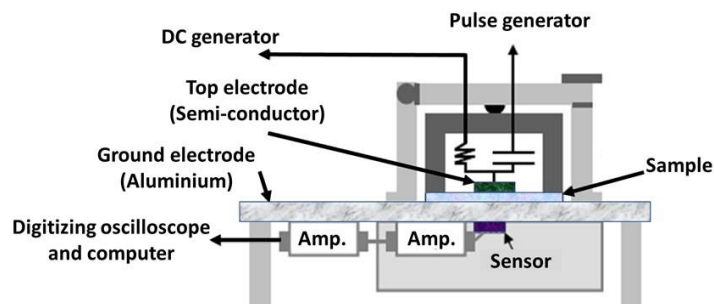 Pulse generator
DC generator
Top electrode
(Semi-conductor)
Ground electrode
(Aluminium)
Sample
Digitizing oscilloscope
and computer
Amp.
Amp.
Sensor